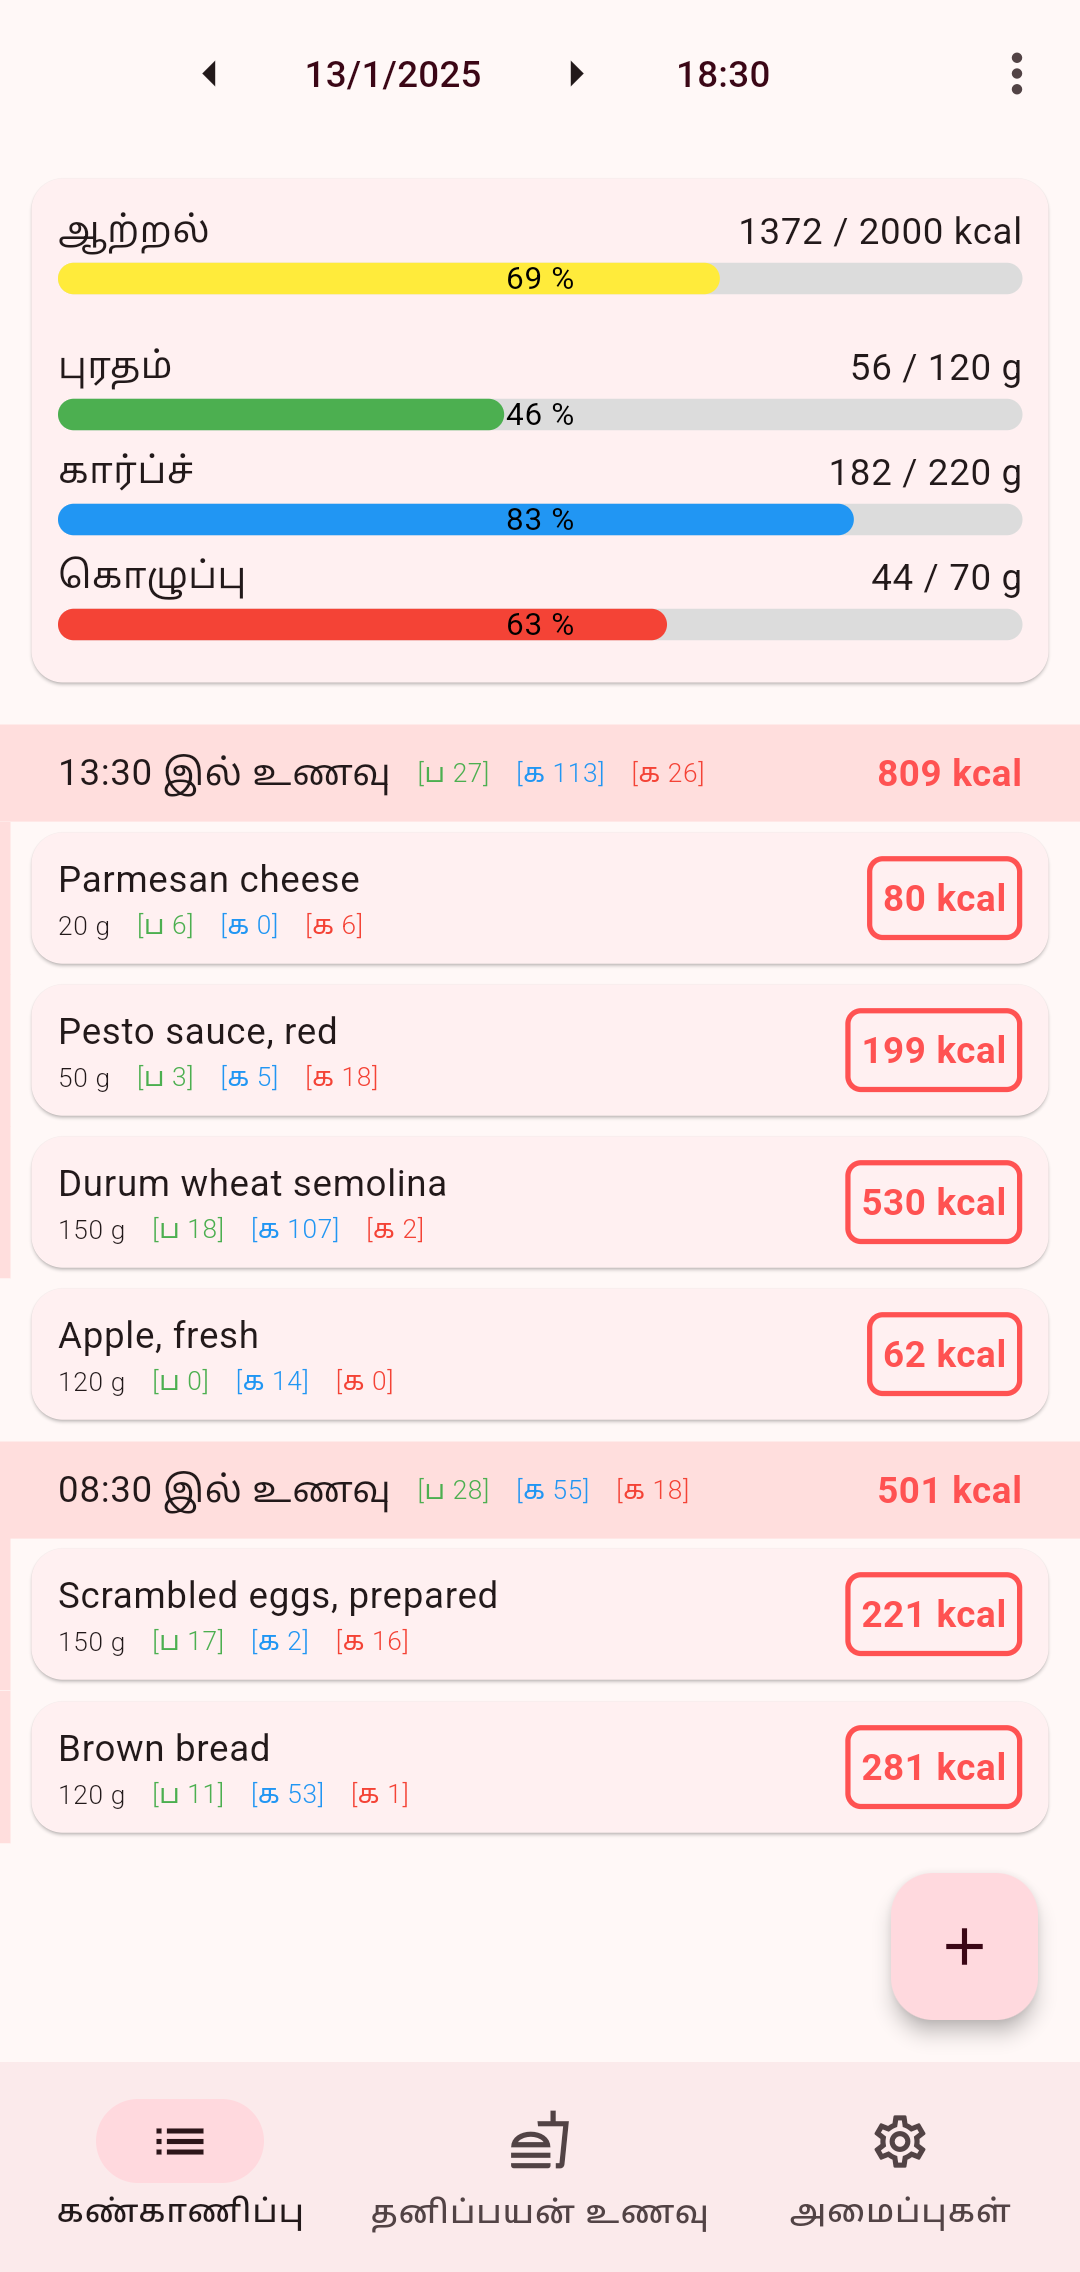 13/1/2025 18:30
ஆற்றல் 1372 / 2000 kcal
69 %
புரதம் 56 / 120 g
46 %
கார்ப்ச் 182 / 220 g
83 %
கொழுப்பு 44 / 70 g
63 %
13:30 இல் உணவு [ப 27] [க 113] [க 26] 809 kcal
Parmesan cheese
20 g [ப 6] [க 0] [க 6] 80 kcal
Pesto sauce, red
50 g [ப 3] [க 5] [க 18] 199 kcal
Durum wheat semolina
150 g [ப 18] [க 107] [க 2] 530 kcal
Apple, fresh
120 g [ப 0] [க 14] [க 0] 62 kcal
08:30 இல் உணவு [ப 28] [க 55] [க 18] 501 kcal
Scrambled eggs, prepared
150 g [ப 17] [க 2] [க 16] 221 kcal
Brown bread
120 g [ப 11] [க 53] [க 1] 281 kcal
கண்காணிப்பு தனிப்பயன் உணவு அமைப்புகள்